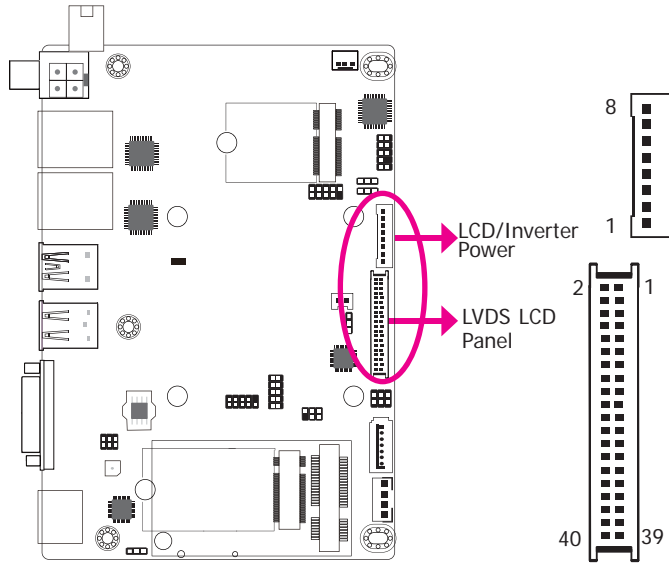 8
1
LCD/Inverter
Power
2 1
LVDS LCD
Panel
40 39